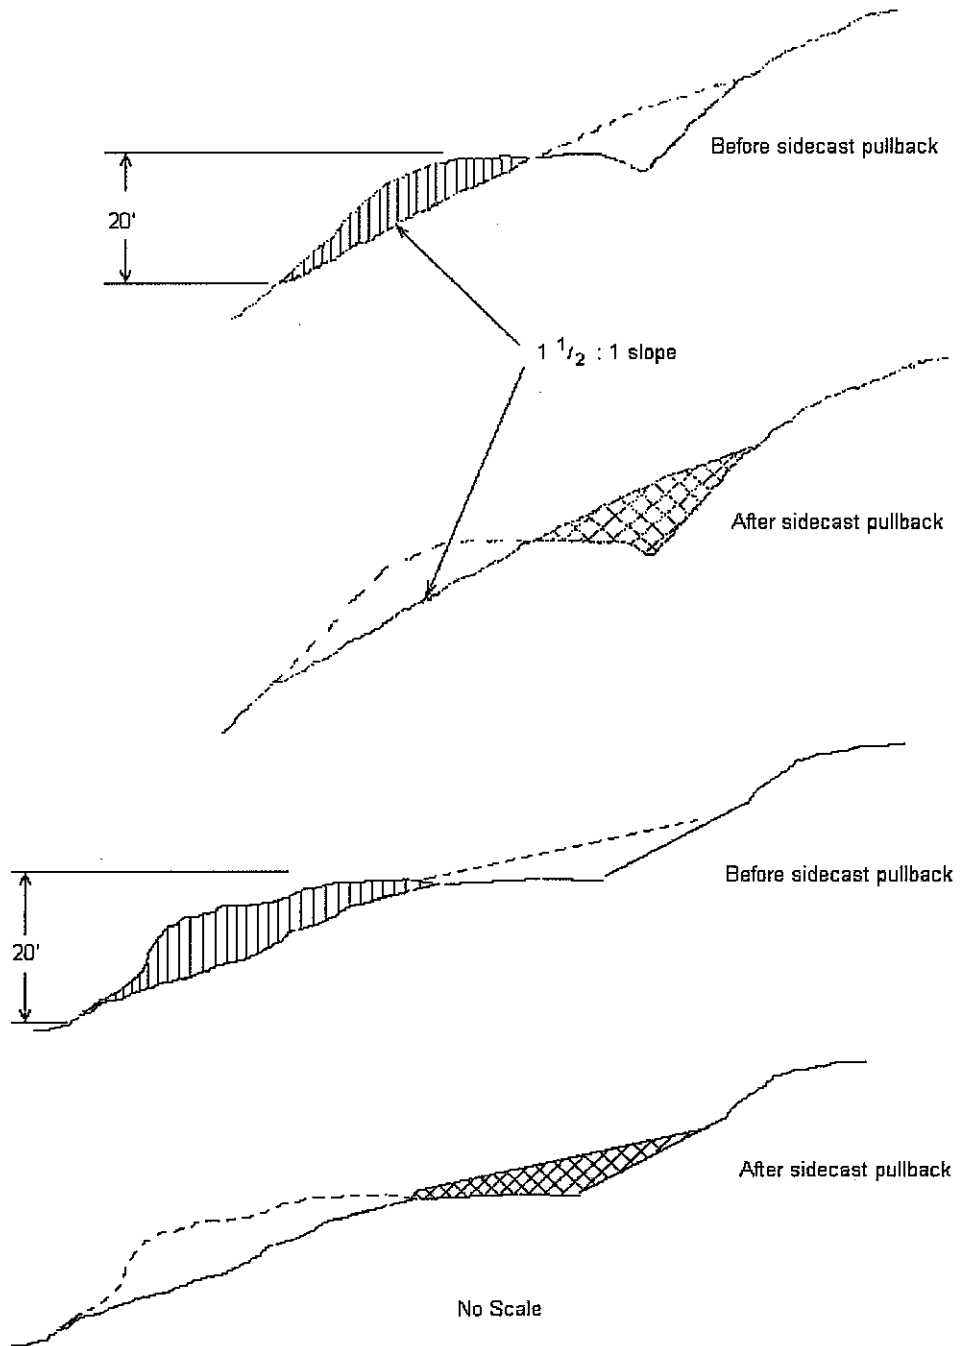 Before sidecast pullback
20'
1 1/2 : 1 slope
After sidecast pullback
Before sidecast pullback
20'
After sidecast pullback
No Scale